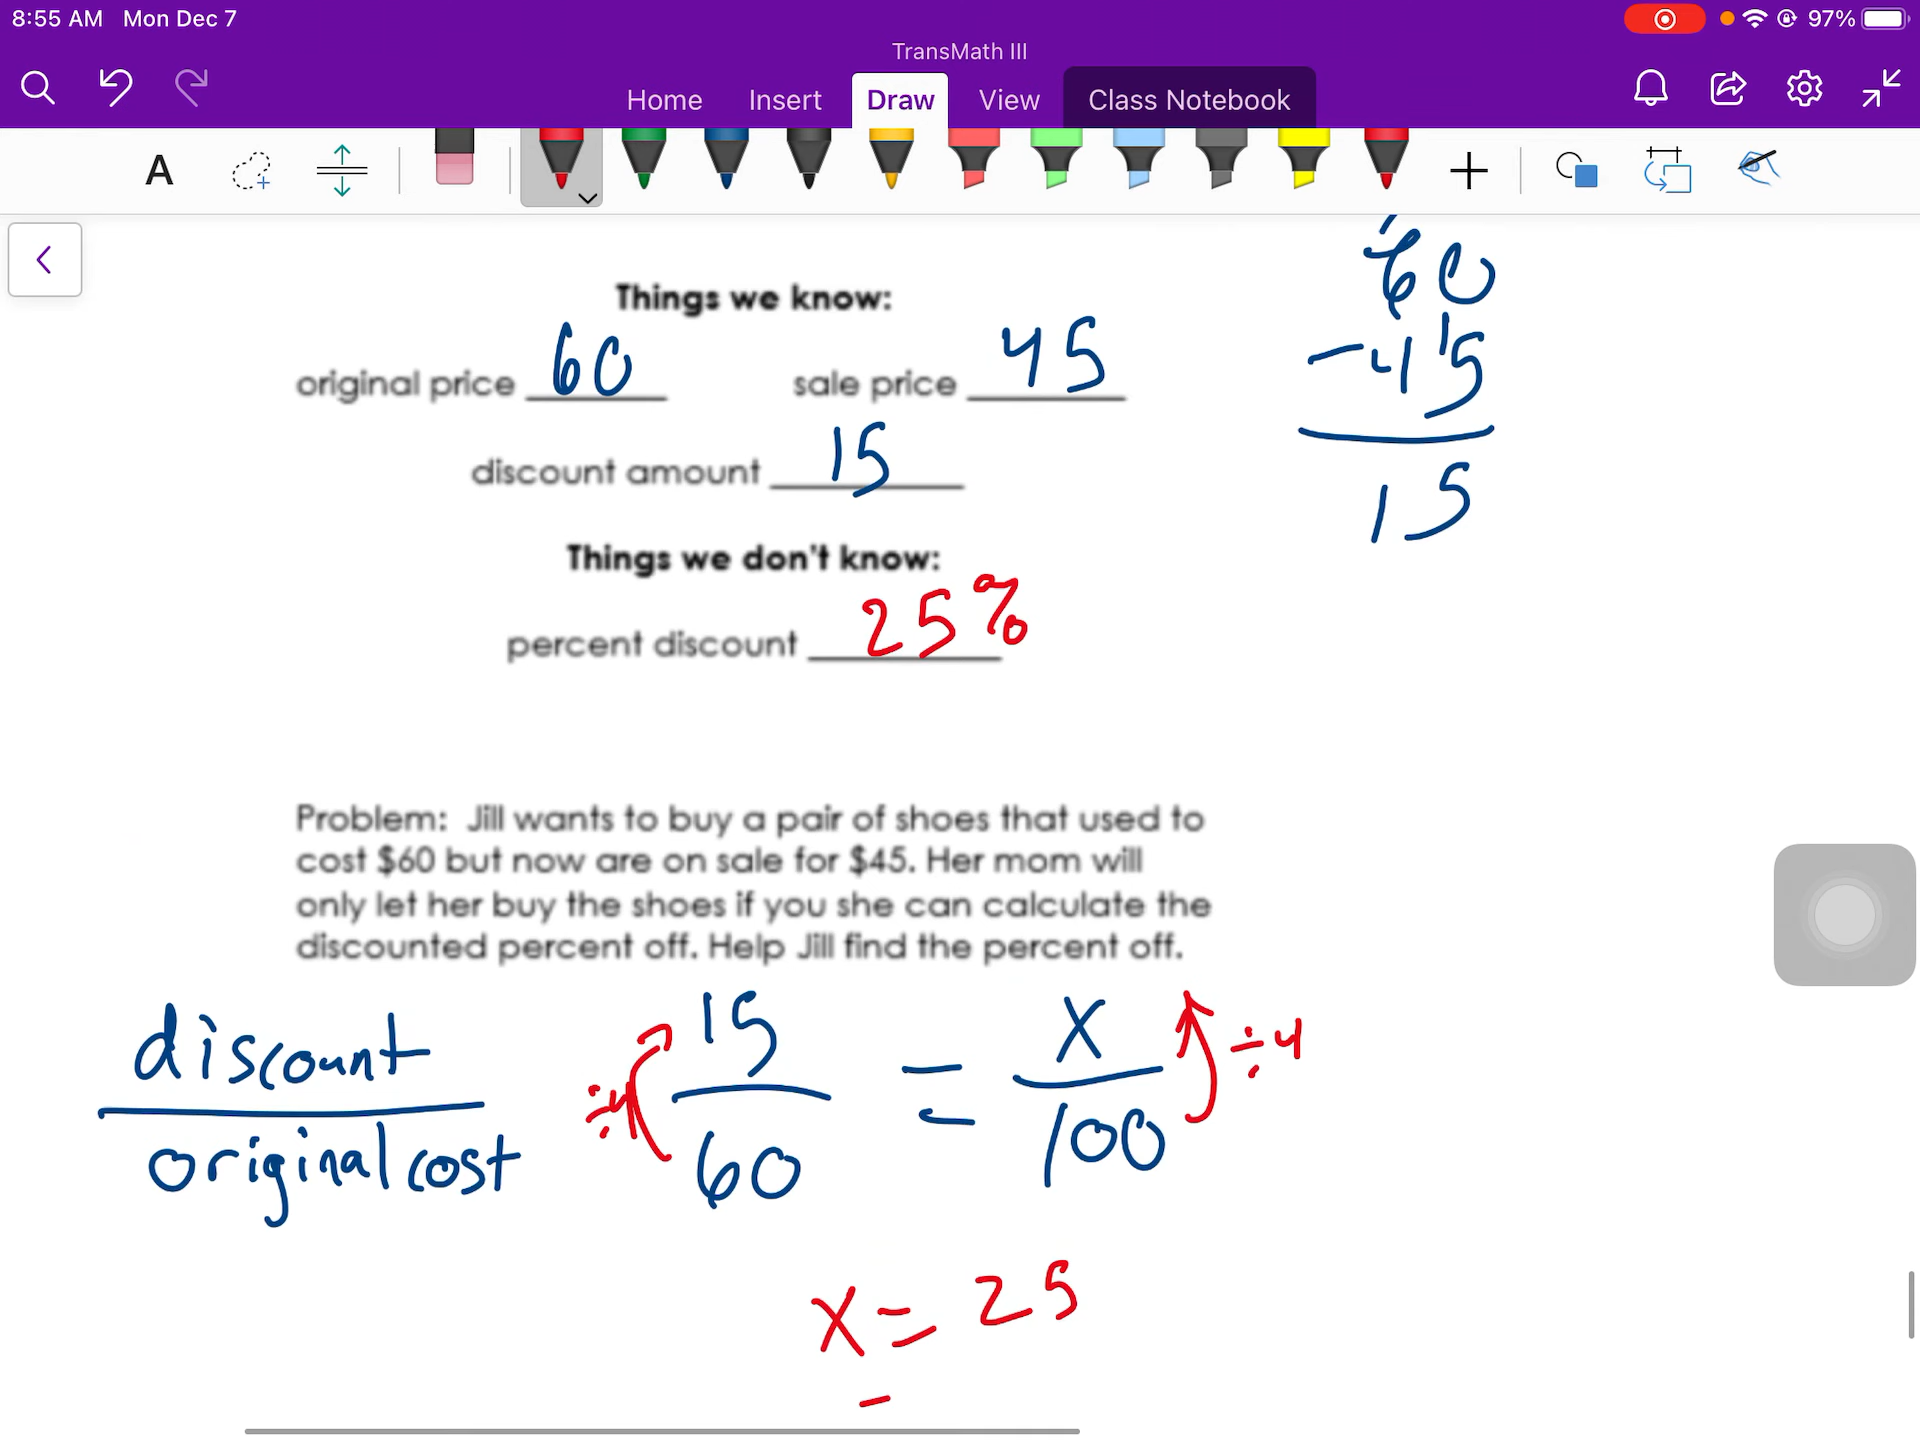 8:55 AM Mon Dec 7
97%
TransMath III
Home Insert Draw View Class Notebook
A
60
-45
15
Things we know:
original price 60 sale price 45
discount amount 15
Things we don't know:
percent discount 25%
Problem: Jill wants to buy a pair of shoes that used to
cost $60 but now are on sale for $45. Her mom will
only let her buy the shoes if you she can calculate the
discounted percent off. Help Jill find the percent off.
discount
original cost
÷4
15
60
=
x
100
÷4
x = 25